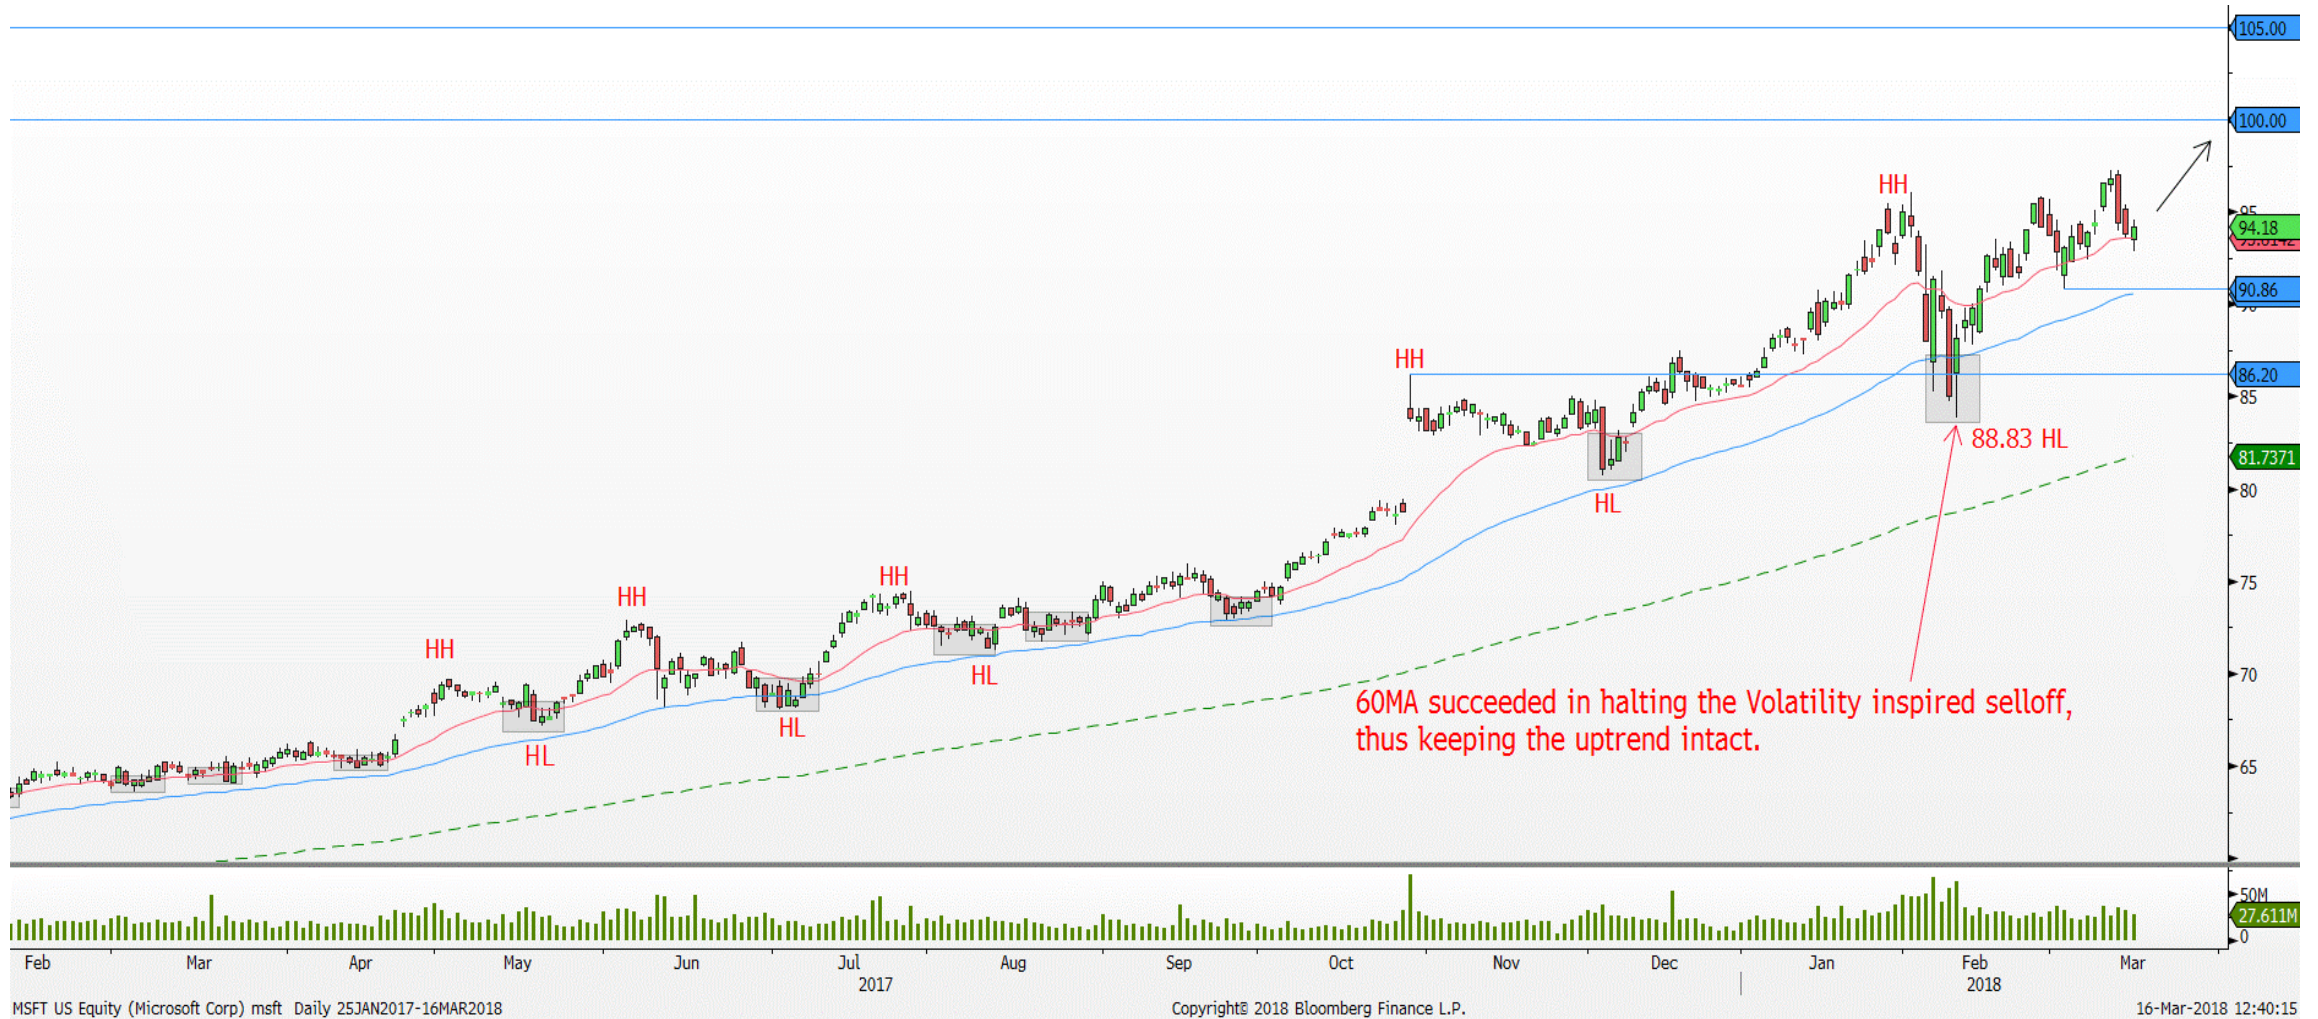 105.00
100.00
HH
95
94.18
90.86
HH
86.20
85
88.83 HL
81.7371
80
HL
HH
HH
75
HH
HL
70
60MA succeeded in halting the Volatility inspired selloff,
thus keeping the uptrend intact.
HL
HL
65
50M
27.611M
0
Feb Mar Apr May Jun Jul Aug Sep Oct Nov Dec Jan Feb Mar
2017 2018
MSFT US Equity (Microsoft Corp) msft Daily 25JAN2017-16MAR2018 Copyright© 2018 Bloomberg Finance L.P. 16-Mar-2018 12:40:15